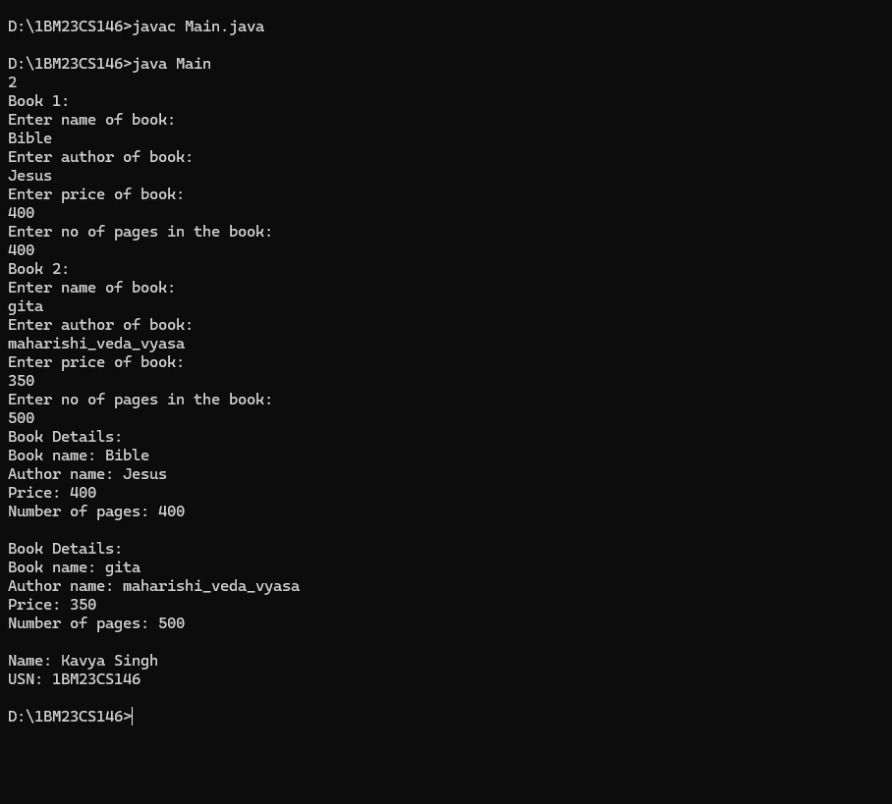 D:\1BM23CS146>javac Main.java
D:\1BM23CS146>java Main
2
Book 1:
Enter name of book:
Bible
Enter author of book:
Jesus
Enter price of book:
400
Enter no of pages in the book:
400
Book 2:
Enter name of book:
gita
Enter author of book:
maharishi_veda_vyasa
Enter price of book:
350
Enter no of pages in the book:
500
Book Details:
Book name: Bible
Author name: Jesus
Price: 400
Number of pages: 400
Book Details:
Book name: gita
Author name: maharishi_veda_vyasa
Price: 350
Number of pages: 500
Name: Kavya Singh
USN: 1BM23CS146
D:\1BM23CS146>